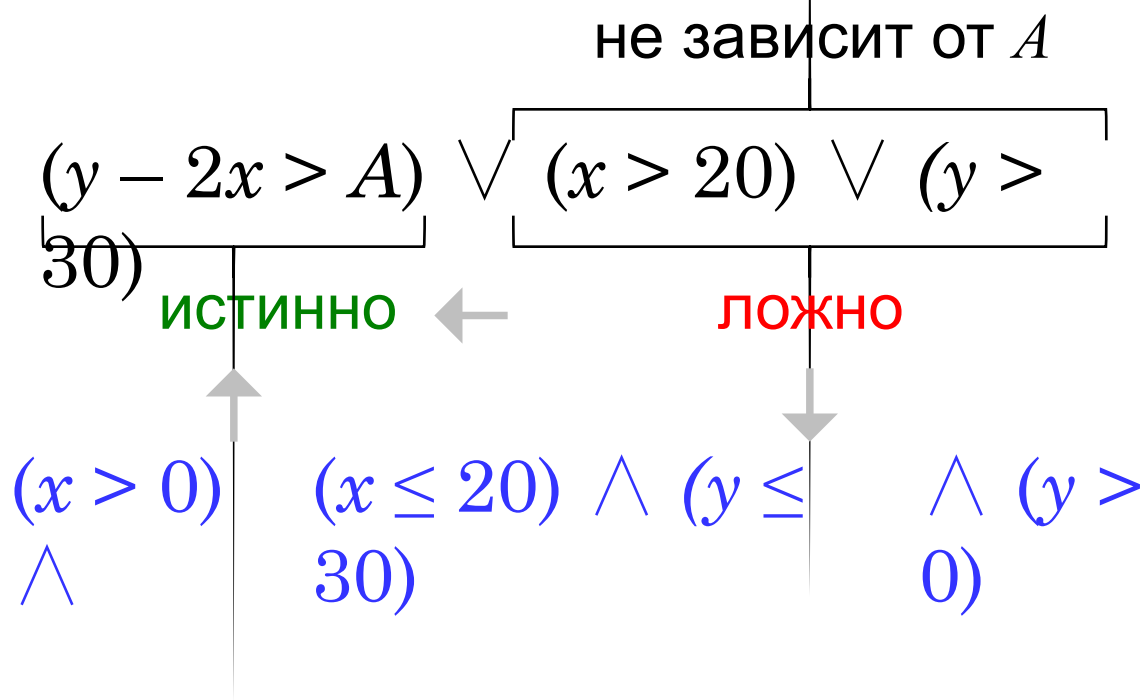 не зависит от A
(y – 2x > A) ∨ (x > 20) ∨ (y >
30)
истинно ложно
(x > 0) (x ≤ 20) ∧ (y ≤ ∧ (y >
∧ 30) 0)